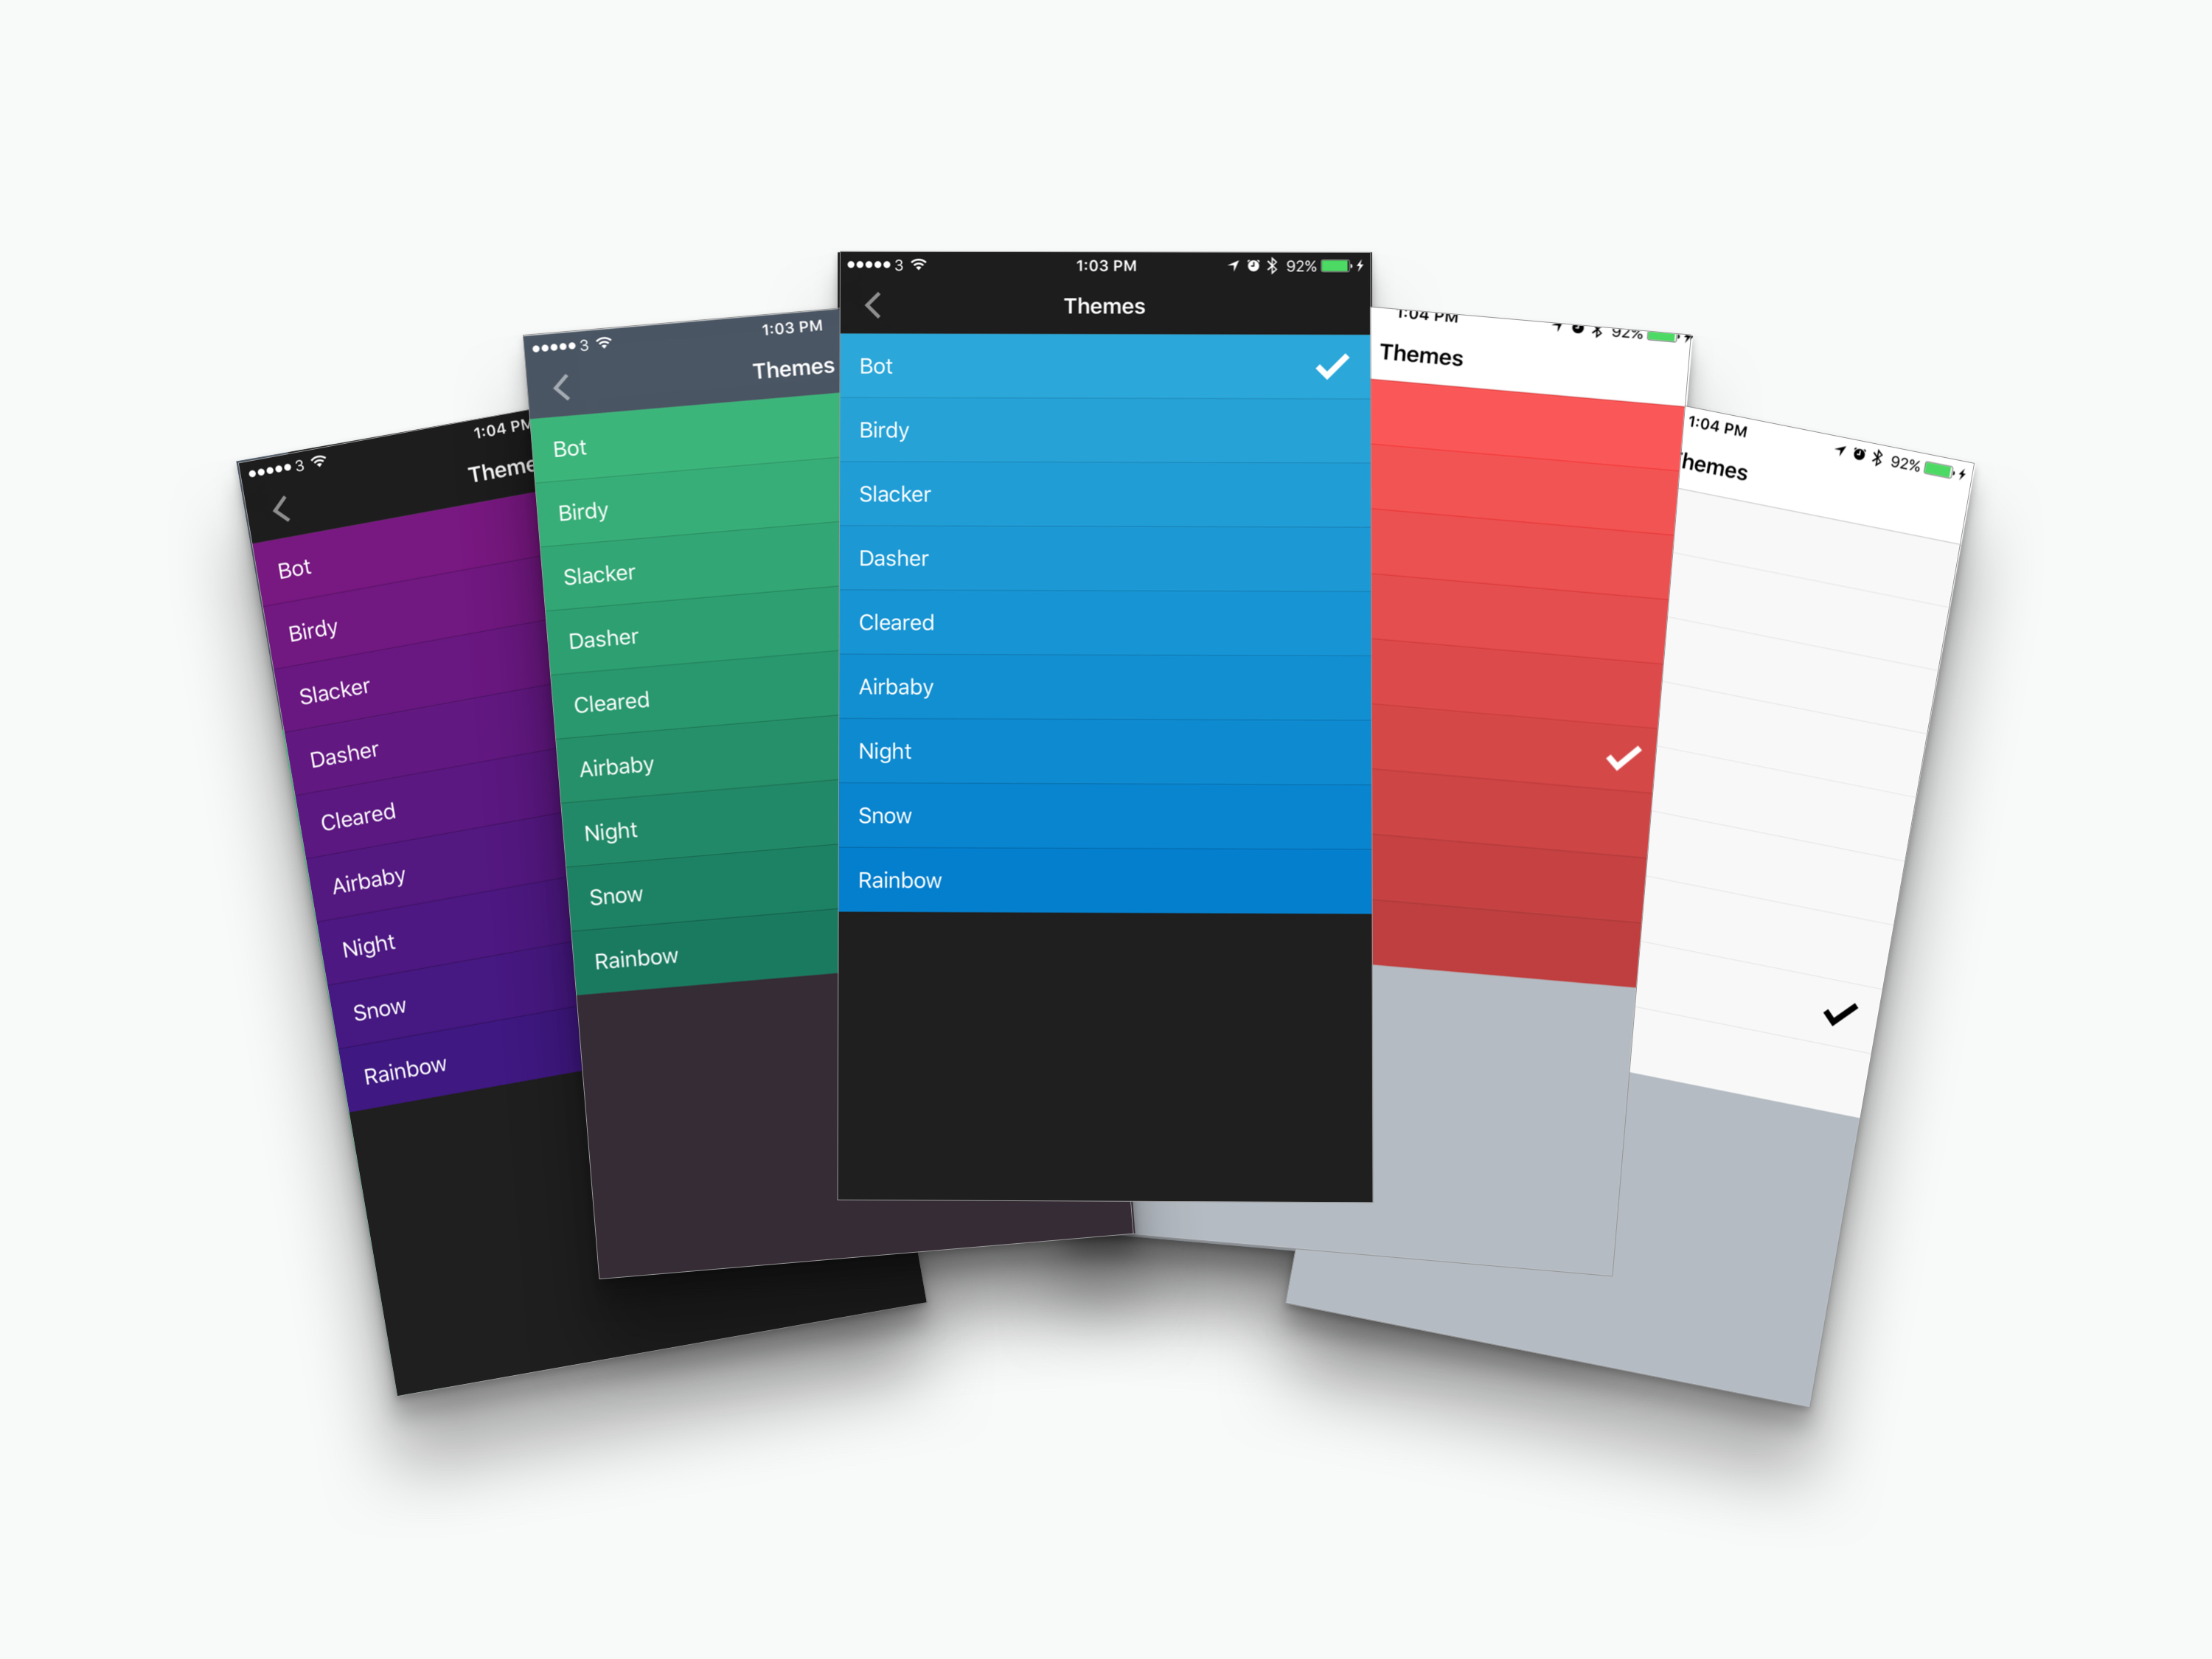 ●●●●● 3 1:04 PM
Bot
Birdy
Slacker
Dasher
Cleared
Airbaby
Night
Snow
Rainbow
●●●●● 3 1:03 PM
Themes
Bot
Birdy
Slacker
Dasher
Cleared
Airbaby
Night
Snow
Rainbow
●●●●● 3 1:03 PM 92%
Themes
Bot
Birdy
Slacker
Dasher
Cleared
Airbaby
Night
Snow
Rainbow
1:04 PM 92%
Themes
1:04 PM 92%